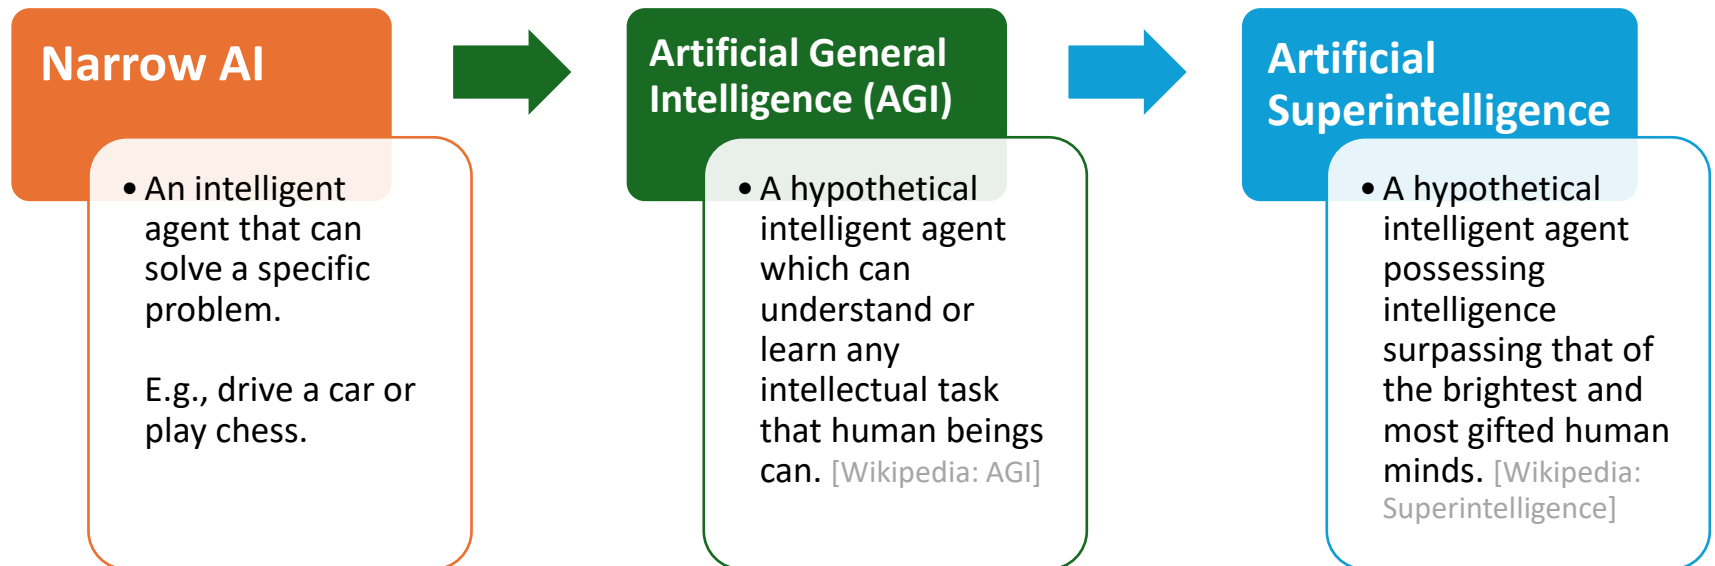 Narrow AI
• An intelligent
agent that can
solve a specific
problem.
E.g., drive a car or
play chess.
Artificial General
Intelligence (AGI)
• A hypothetical
intelligent agent
which can
understand or
learn any
intellectual task
that human beings
can. [Wikipedia: AGI]
Artificial
Superintelligence
• A hypothetical
intelligent agent
possessing
intelligence
surpassing that of
the brightest and
most gifted human
minds. [Wikipedia:
Superintelligence]